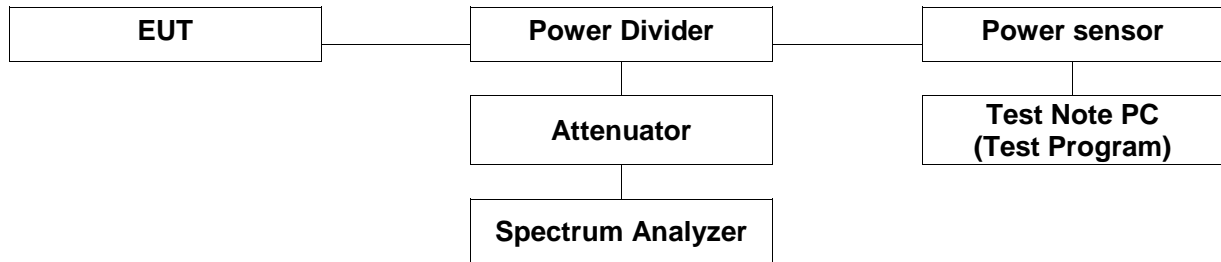 EUT
Power Divider
Power sensor
Attenuator
Test Note PC
(Test Program)
Spectrum Analyzer